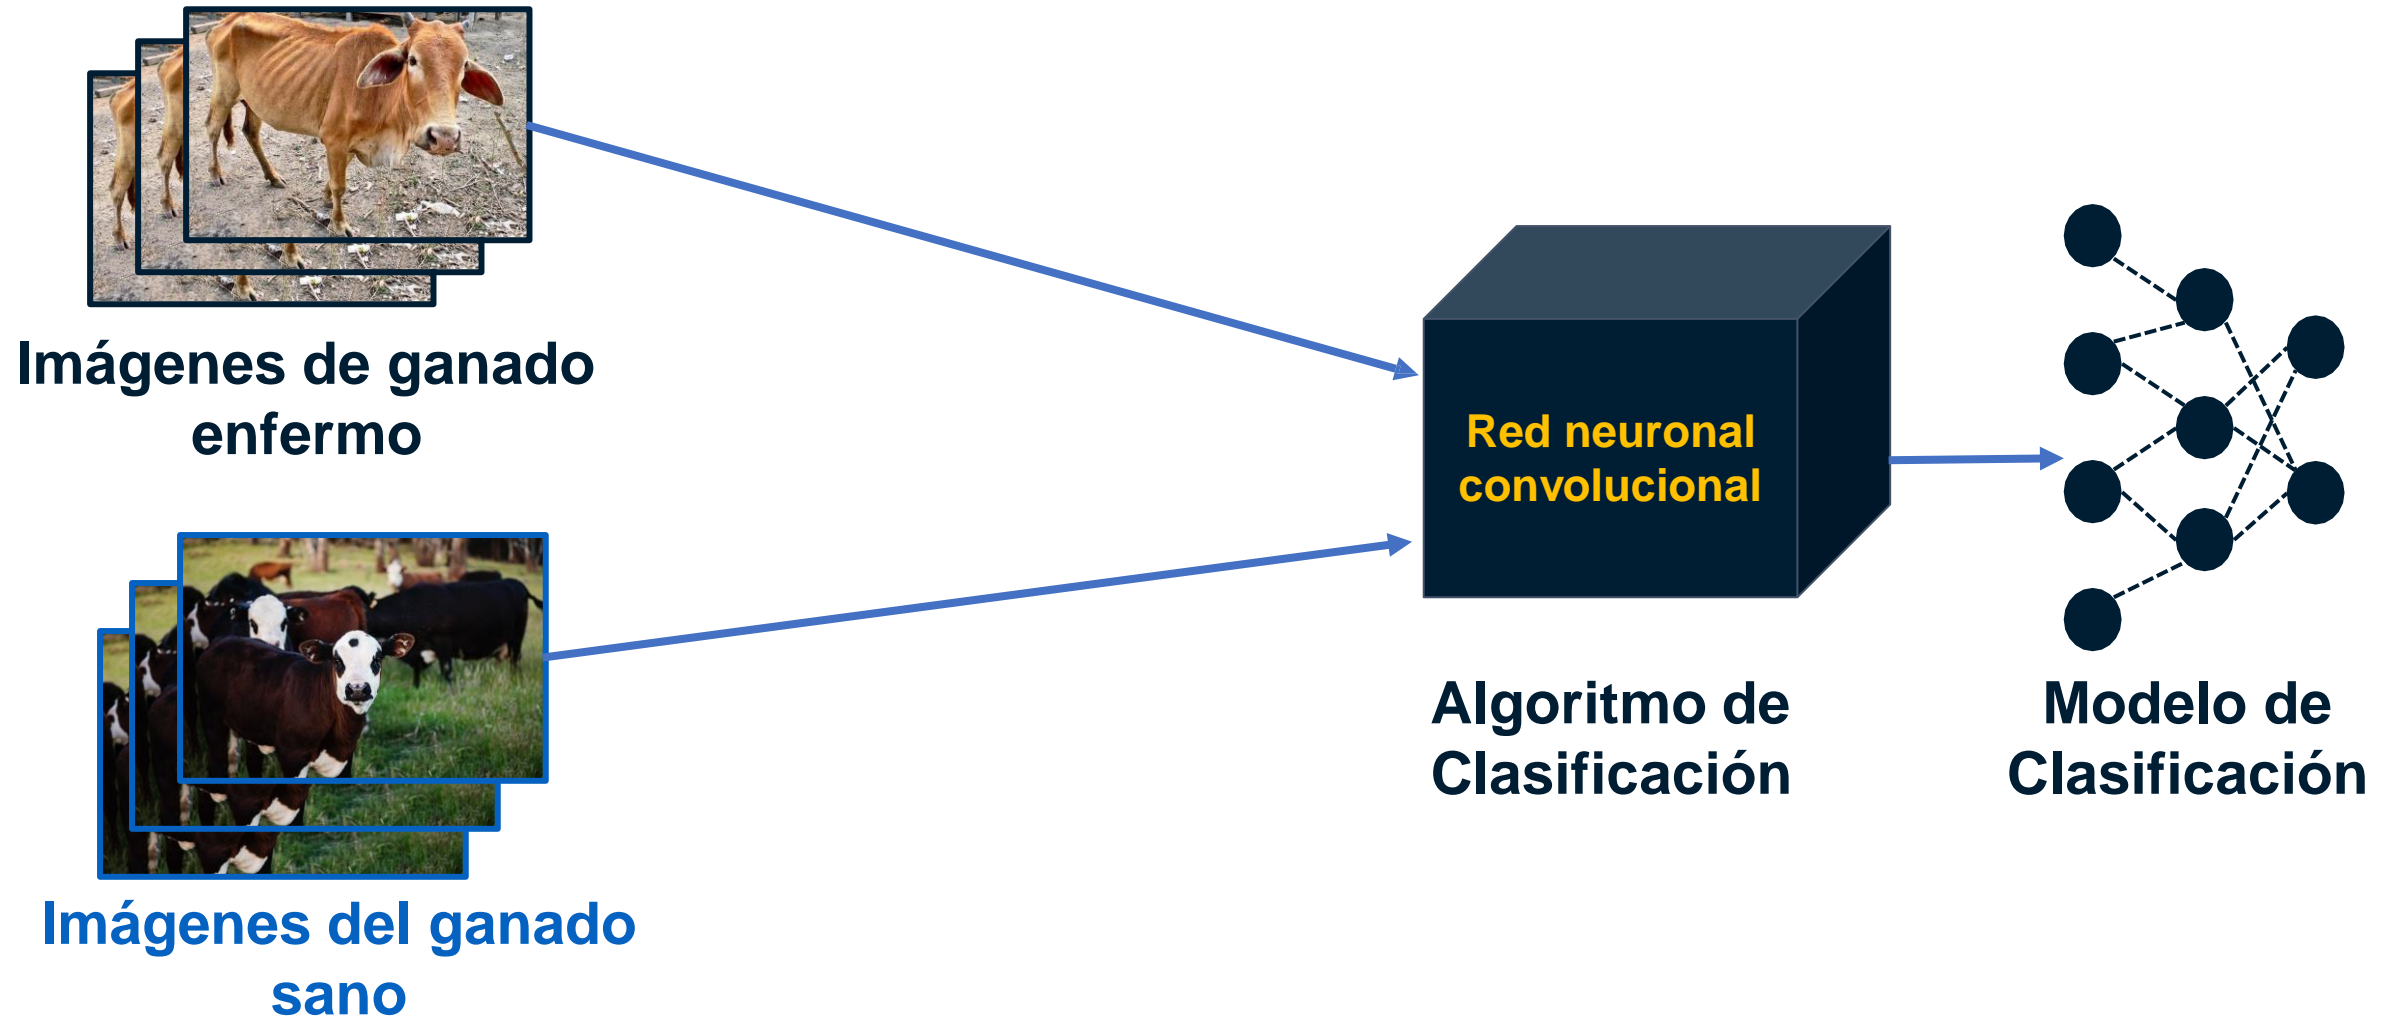 Imágenes de ganado
enfermo
Red neuronal
convolucional
Algoritmo de
Clasificación
Modelo de
Clasificación
Imágenes del ganado
sano